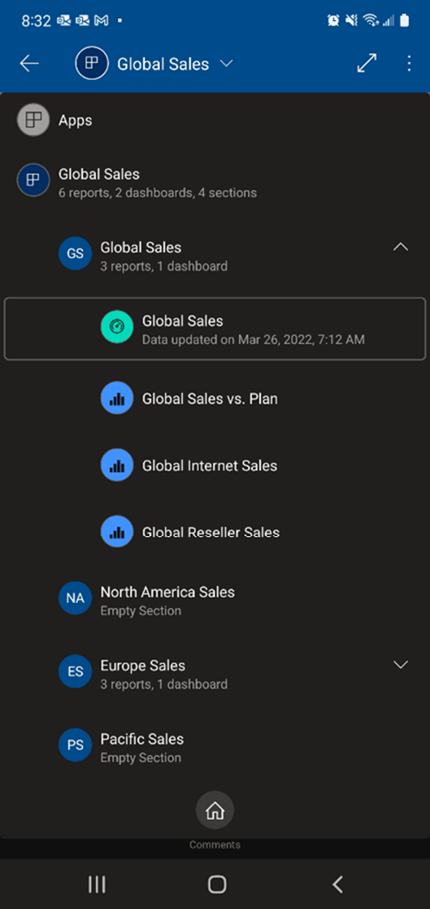 8:32
Global Sales
Apps
Global Sales
6 reports, 2 dashboards, 4 sections
GS
Global Sales
3 reports, 1 dashboard
Global Sales
Data updated on Mar 26, 2022, 7:12 AM
Global Sales vs. Plan
Global Internet Sales
Global Reseller Sales
NA
North America Sales
Empty Section
ES
Europe Sales
3 reports, 1 dashboard
PS
Pacific Sales
Empty Section
Comments